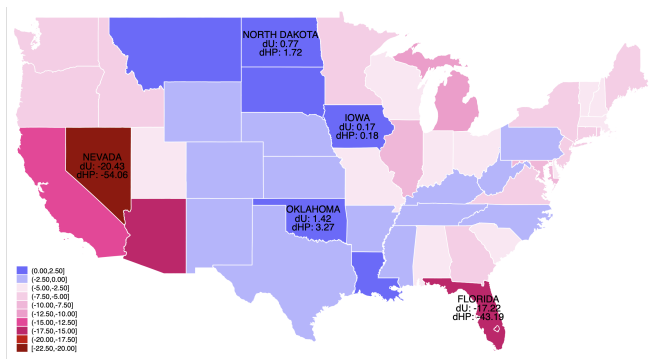 NORTH DAKOTA
dU: 0.77
dHP: 1.72
IOWA
dU: 0.17
dHP: 0.18
NEVADA
dU: -20.43
dHP: -54.06
OKLAHOMA
dU: 1.42
dHP: 3.27
FLORIDA
dU: -17.22
dHP: -43.19
(0.00,2.50]
(-2.50,0.00]
(-5.00,-2.50]
(-7.50,-5.00]
(-10.00,-7.50]
(-12.50,-10.00]
(-15.00,-12.50]
(-17.50,-15.00]
(-20.00,-17.50]
[-22.50,-20.00]